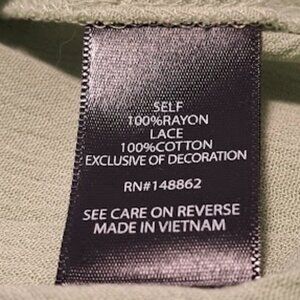 SELF
100%RAYON
LACE
100%COTTON
EXCLUSIVE OF DECORATION
RN#148862
SEE CARE ON REVERSE
MADE IN VIETNAM